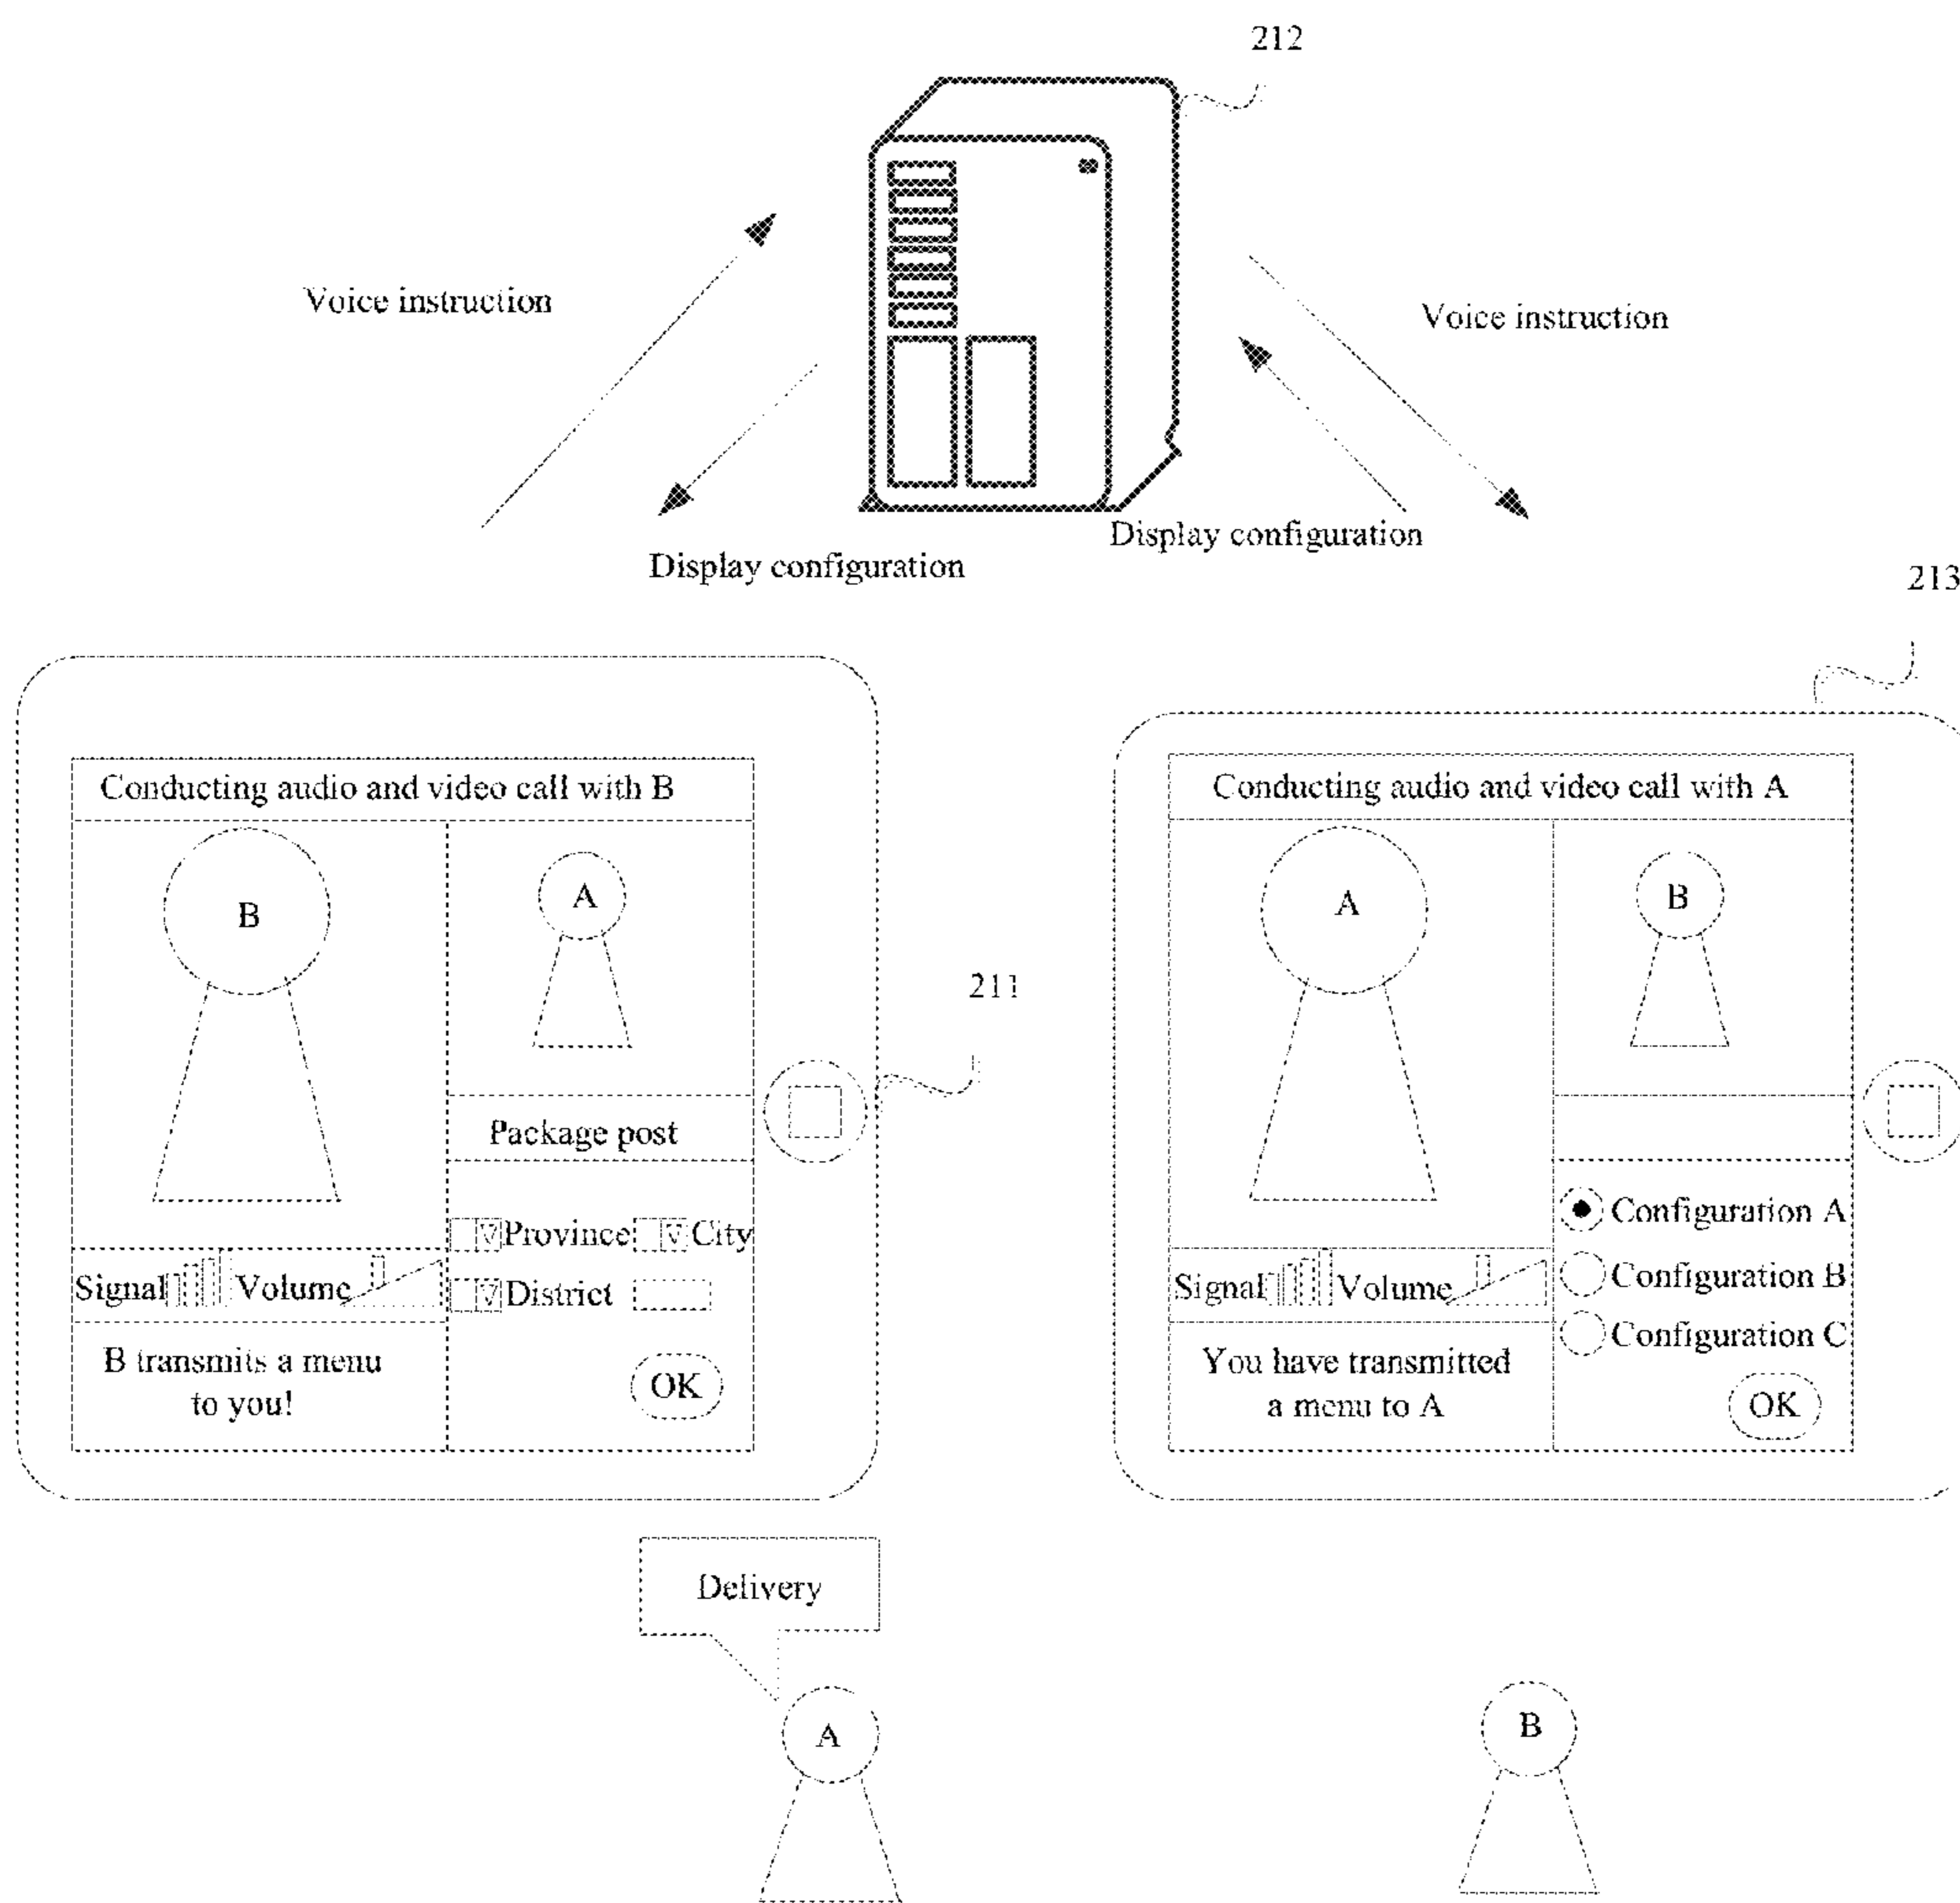 212
Voice instruction
Voice instruction
Display configuration
Display configuration
213
Conducting audio and video call with B
B
A
Package post
Province City
District
Signal Volume
B transmits a menu
to you!
OK
211
Conducting audio and video call with A
A
B
Configuration A
Configuration B
Configuration C
Signal Volume
You have transmitted
a menu to A
OK
Delivery
A
B